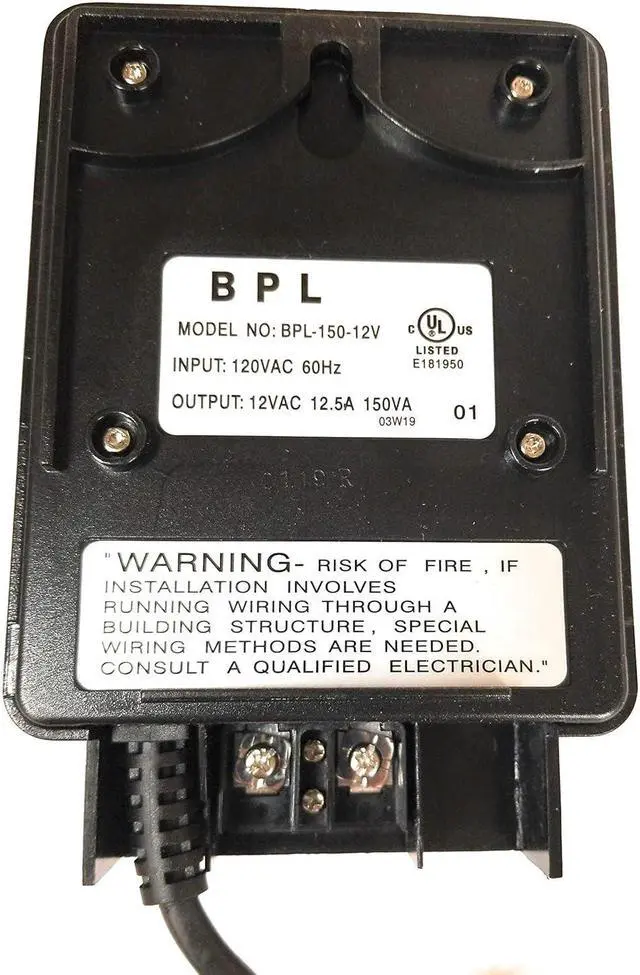 BPL
MODEL NO: BPL-150-12V
C UL US
LISTED
E181950
INPUT: 120VAC 60Hz
OUTPUT: 12VAC 12.5A 150VA
03W19
01
"WARNING- RISK OF FIRE , IF
INSTALLATION INVOLVES
RUNNING WIRING THROUGH A
BUILDING STRUCTURE, SPECIAL
WIRING METHODS ARE NEEDED.
CONSULT A QUALIFIED ELECTRICIAN."